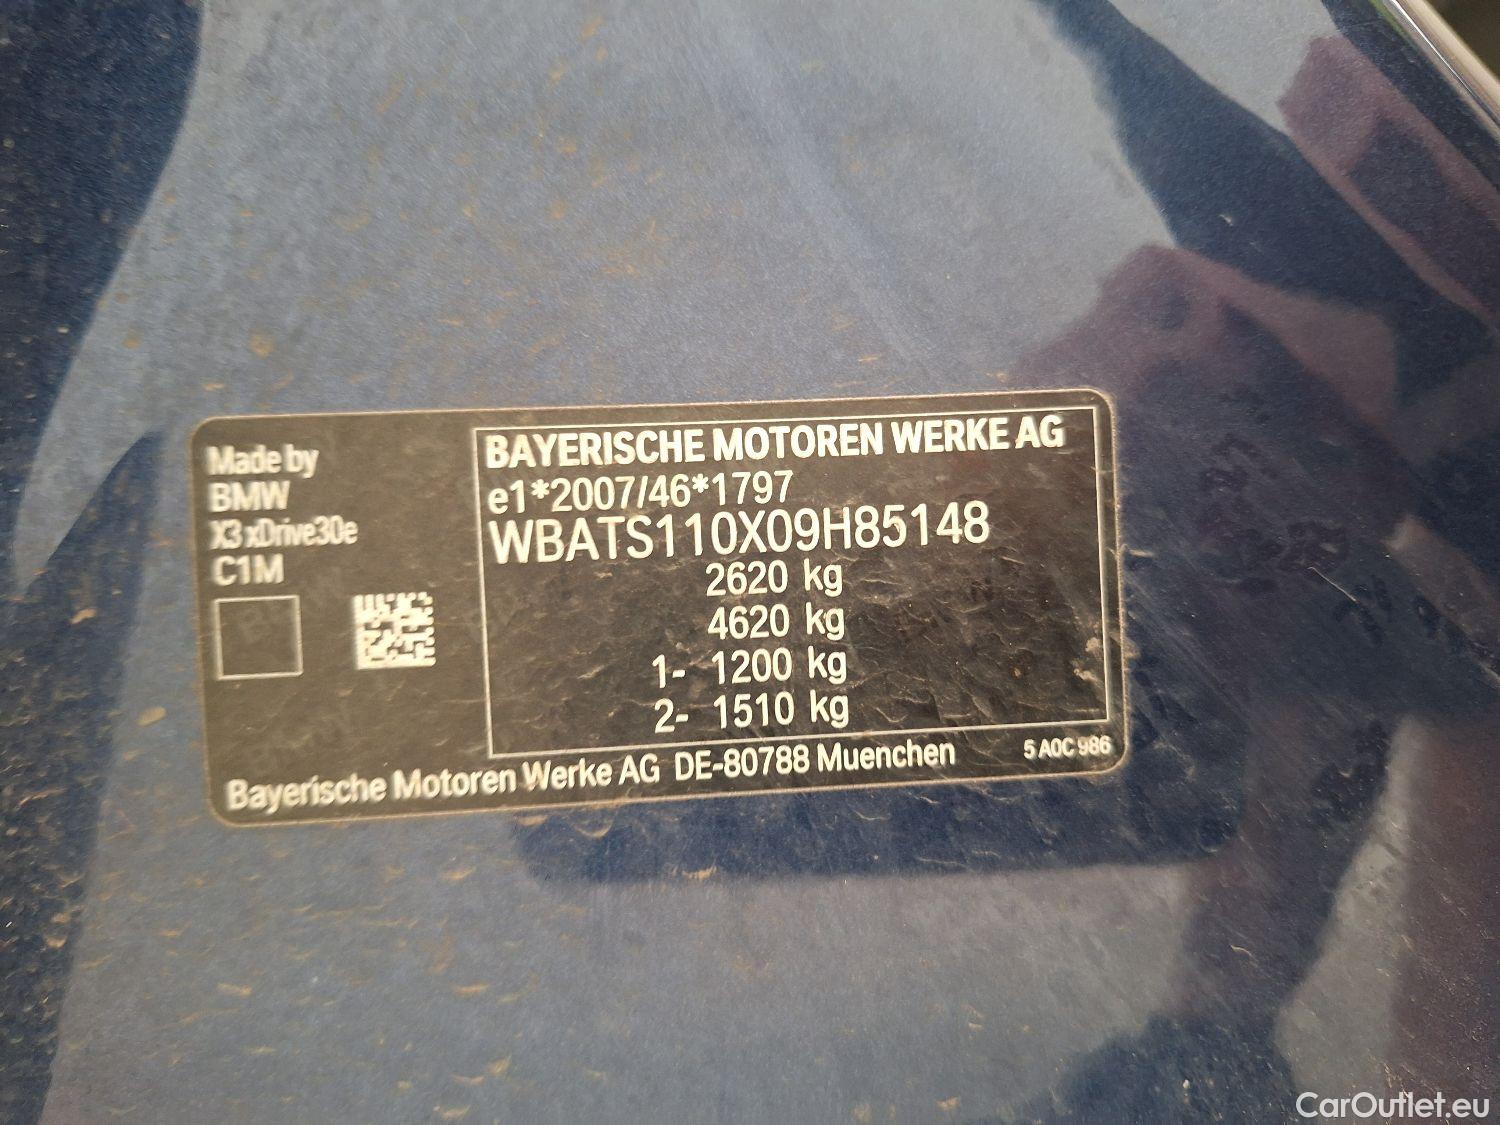 Made by
BMW
X3 xDrive30e
C1M
BAYERISCHE MOTOREN WERKE AG
e1*2007/46*1797
WBATS110X09H85148
2620 kg
4620 kg
1- 1200 kg
2- 1510 kg
Bayerische Motoren Werke AG DE-80788 Muenchen
5 A0C 986
CarOutlet.eu